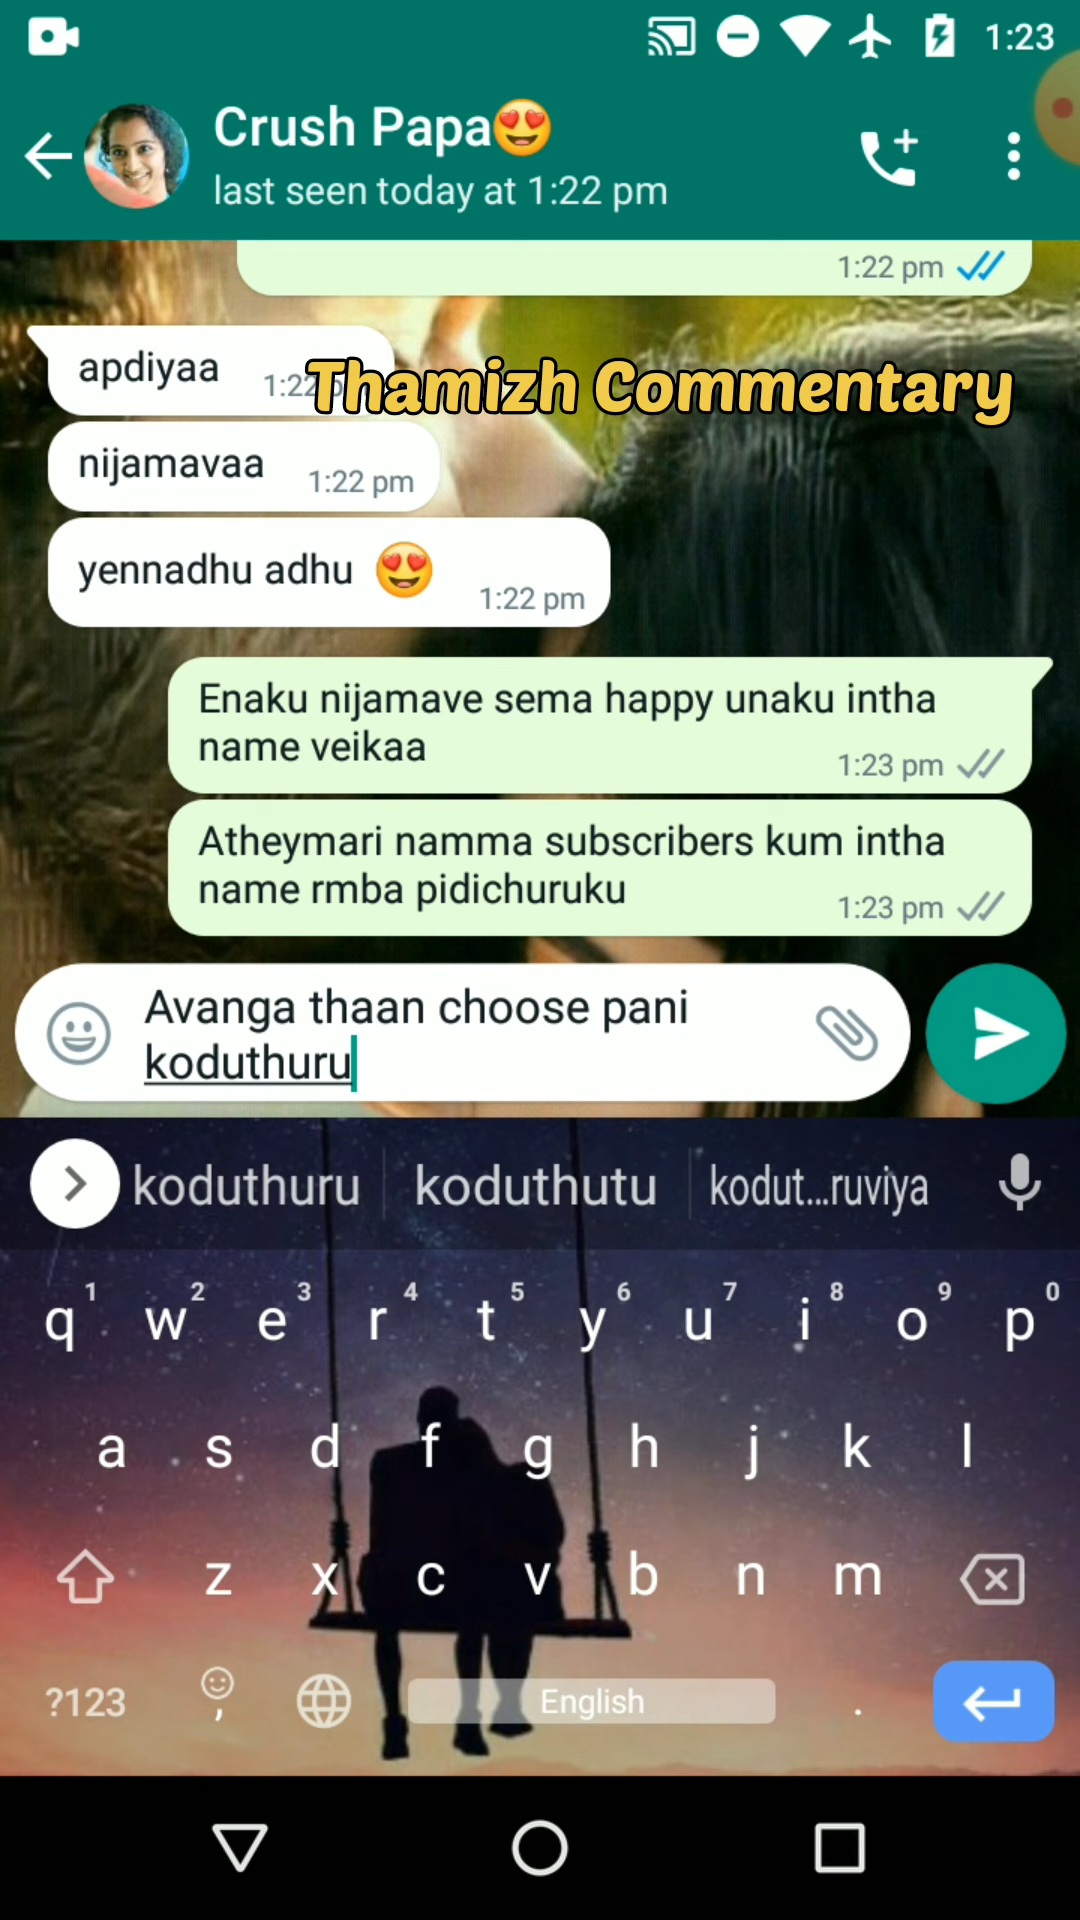 1:23
Crush Papa😍
last seen today at 1:22 pm
1:22 pm
apdiyaa
1:22 p
Thamizh Commentary
nijamavaa
1:22 pm
yennadhu adhu 😍
1:22 pm
Enaku nijamave sema happy unaku intha
name veikaa
1:23 pm
Atheymari namma subscribers kum intha
name rmba pidichuruku
1:23 pm
Avanga thaan choose pani
koduthuru
koduthuru koduthutu kodut...ruviya
1 2 3 4 5 6 7 8 9 0
q w e r t y u i o p
a s d f g h j k l
z x c v b n m
?123 , English .